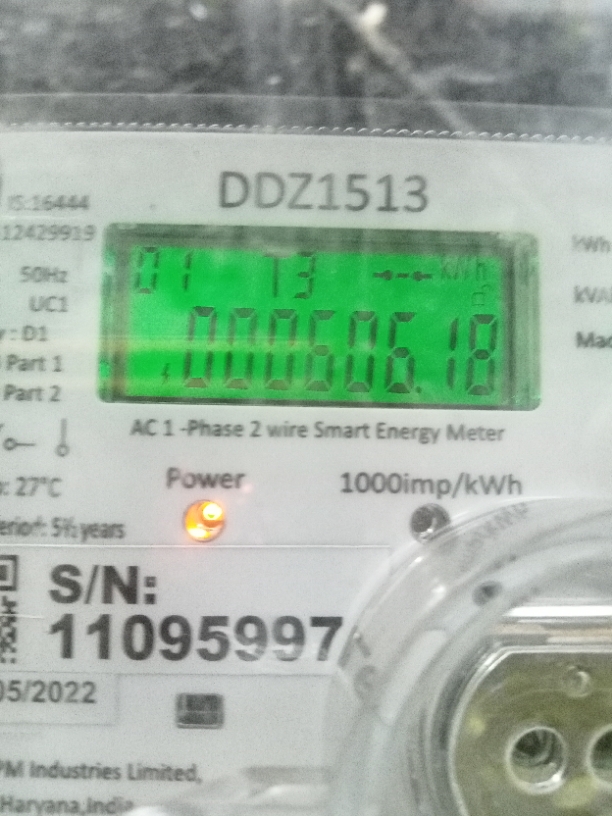 DDZ1513
IS:16444
12429919
01 T3 kWh
000606.18
kWh
50Hz
UC1
: D1
Part 1
Part 2
AC 1 -Phase 2 wire Smart Energy Meter
: 27°C
Power
1000imp/kWh
5½ years
S/N:
11095997
05/2022
PM Industries Limited,
Haryana,India